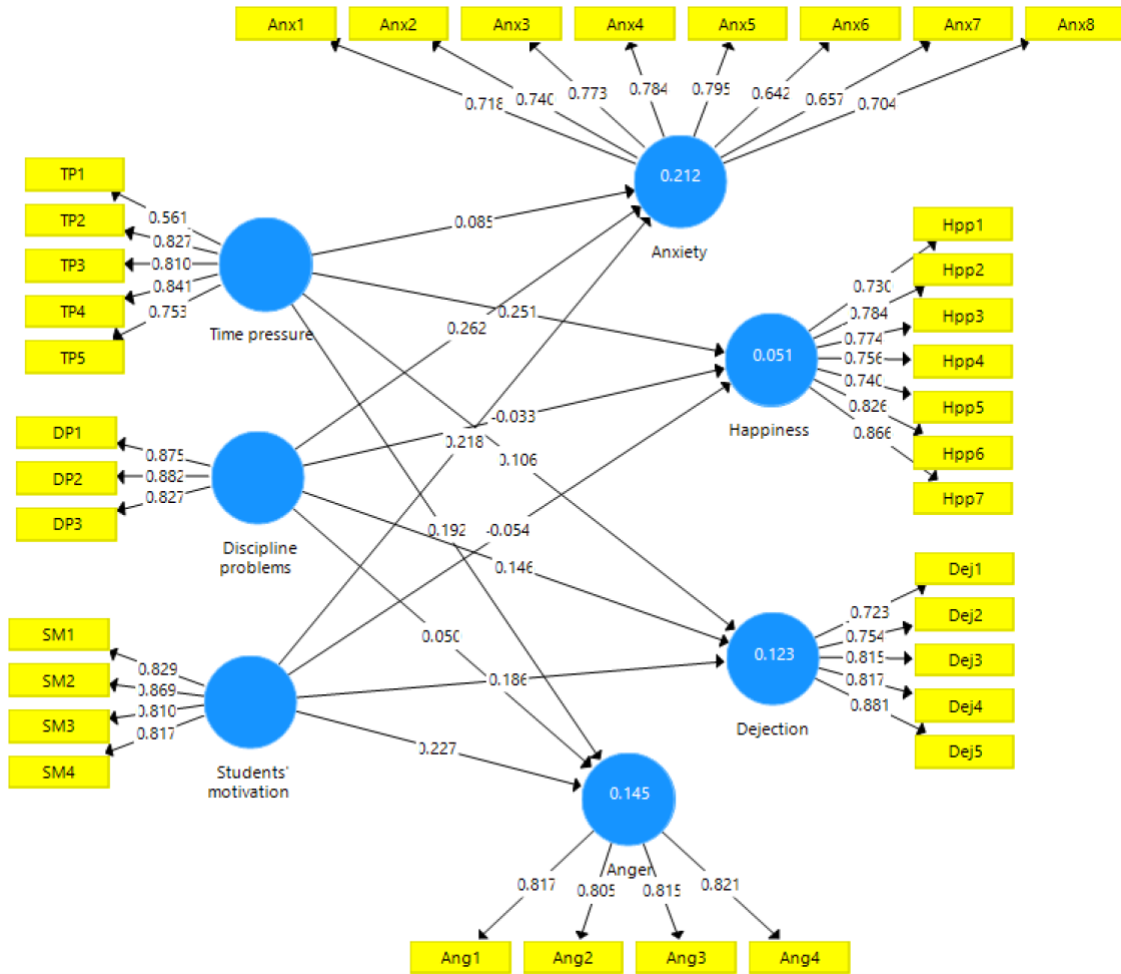 Anx1 Anx2 Anx3 Anx4 Anx5 Anx6 Anx7 Anx8
0.718 0.740 0.773 0.784 0.795 0.642 0.657 0.704
TP1
TP2
TP3
TP4
TP5
0.561
0.827
0.810
0.841
0.753
Time pressure
0.212
Anxiety
0.085
0.251
0.262
Hpp1
Hpp2
Hpp3
Hpp4
Hpp5
Hpp6
Hpp7
0.730
0.784
0.774
0.756
0.740
0.826
0.866
0.051
Happiness
DP1
DP2
DP3
0.875
0.882
0.827
Discipline
problems
-0.033
0.218
0.106
0.192
-0.054
0.146
0.050
0.186
0.227
SM1
SM2
SM3
SM4
0.829
0.869
0.810
0.817
Students'
motivation
Dej1
Dej2
Dej3
Dej4
Dej5
0.723
0.754
0.815
0.817
0.881
0.123
Dejection
0.145
Anger
0.817 0.805 0.815 0.821
Ang1 Ang2 Ang3 Ang4